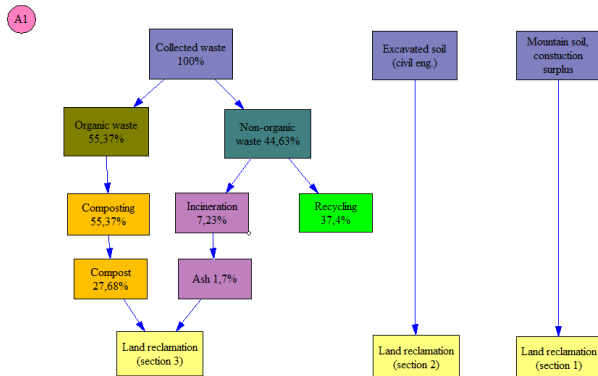 A1
Collected waste
100%
Excavated soil
(civil eng.)
Mountain soil,
constuction
surplus
Organic waste
55,37%
Non-organic
waste 44,63%
Composting
55,37%
Incineration
7,23%
Recycling
37,4%
Compost
27,68%
Ash 1,7%
Land reclamation
(section 3)
Land reclamation
(section 2)
Land reclamation
(section 1)